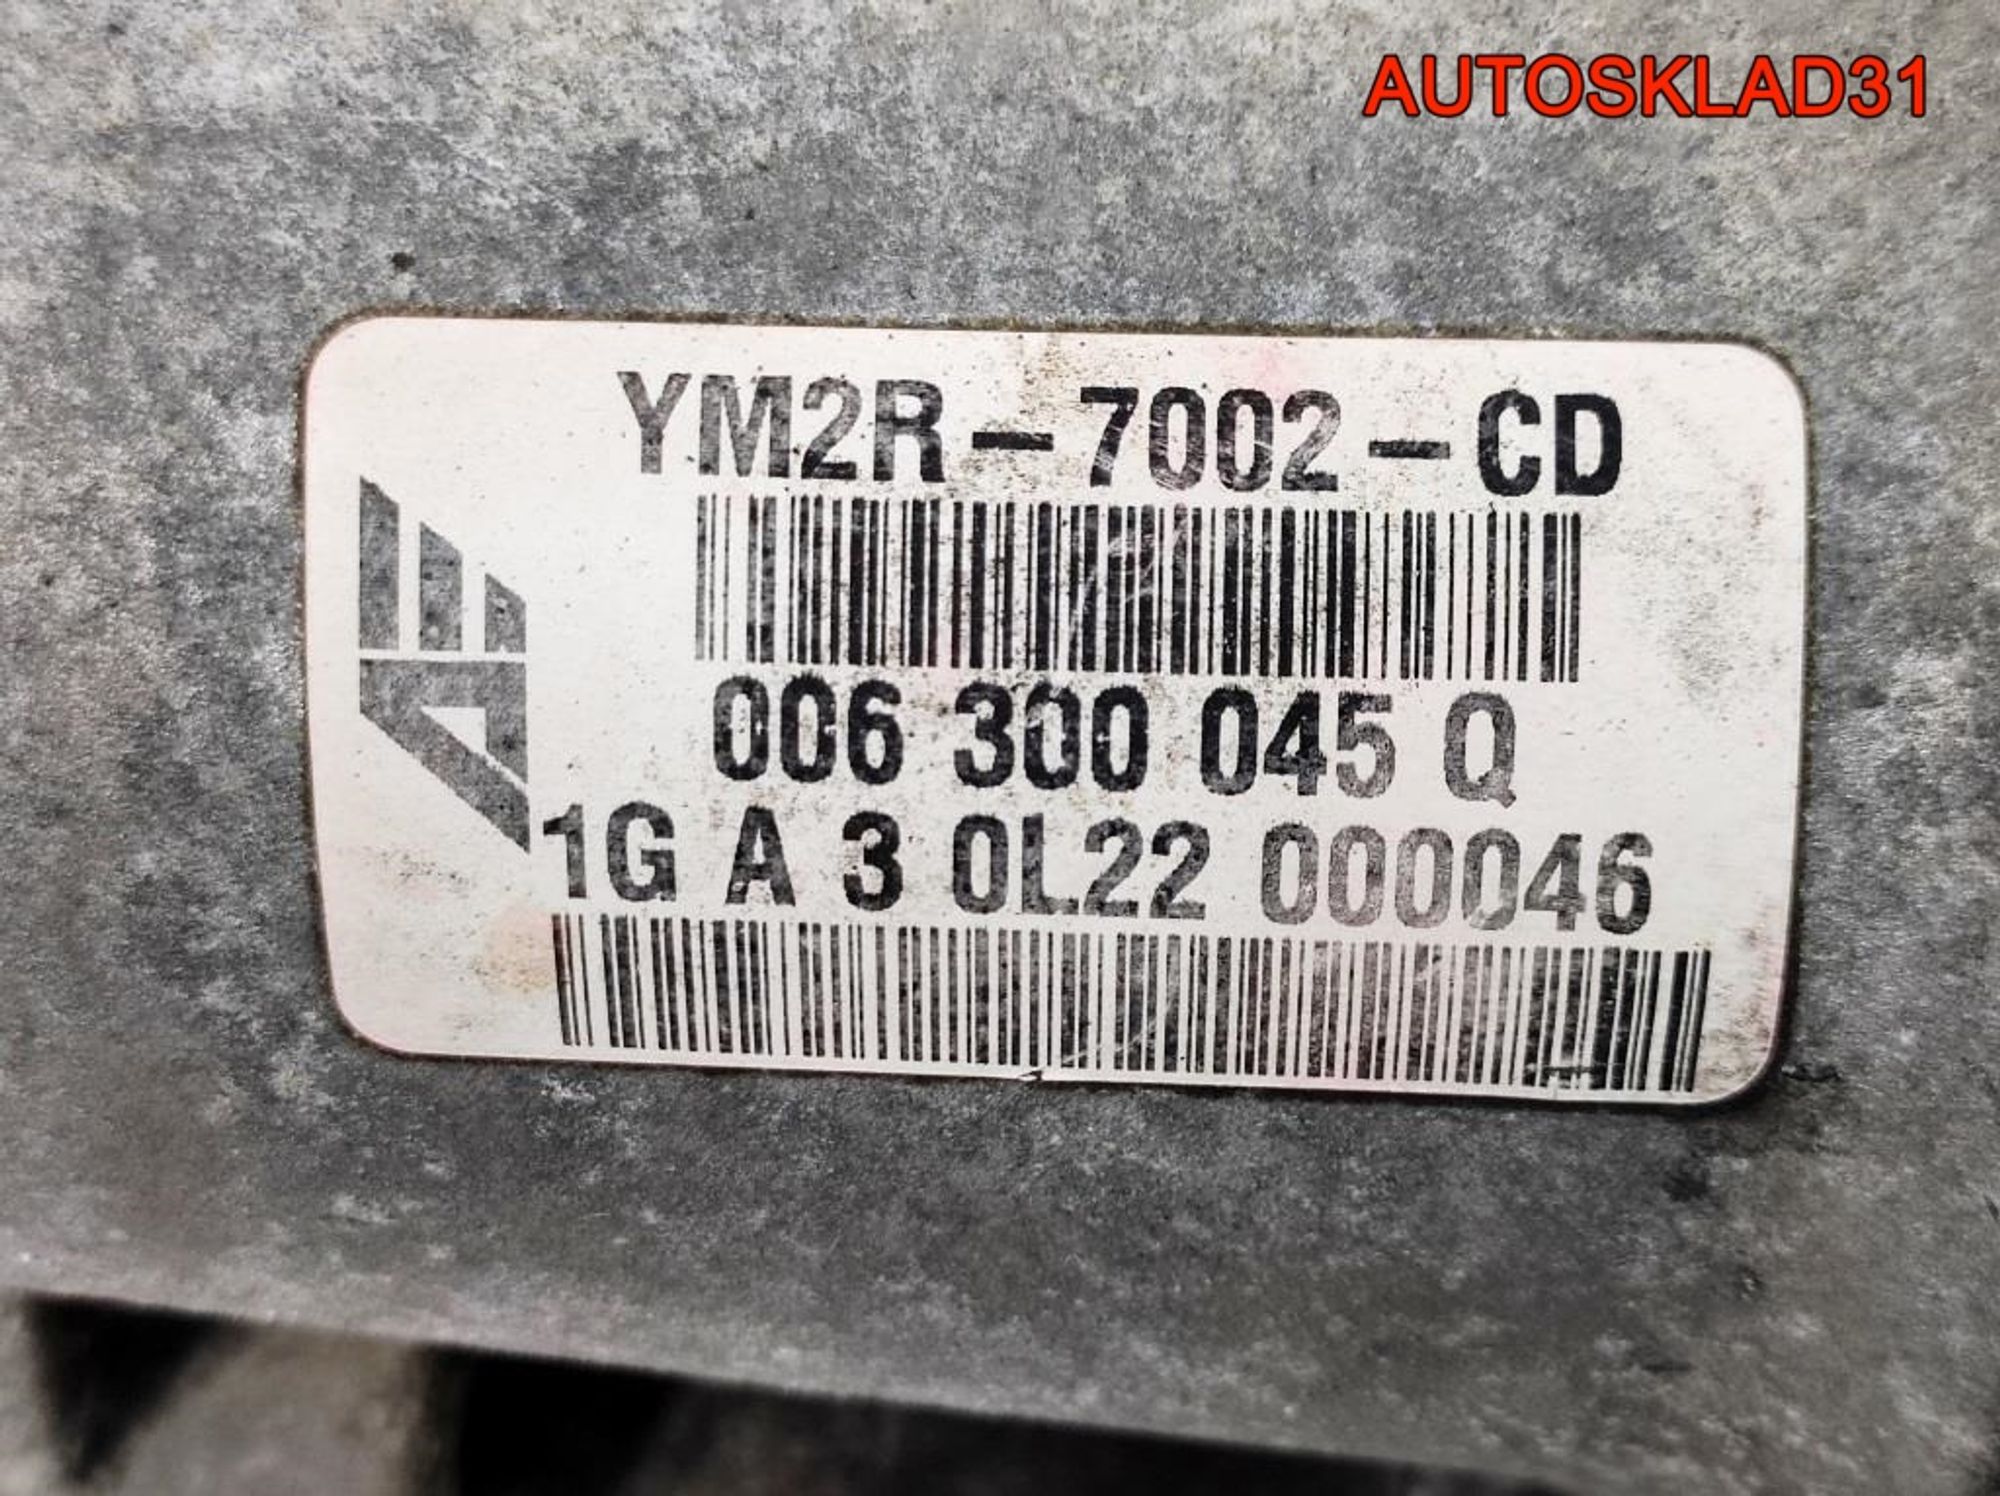 AUTOSKLAD31
YM2R-7002-CD
006 300 045 Q
1G A 3 0L22 000046